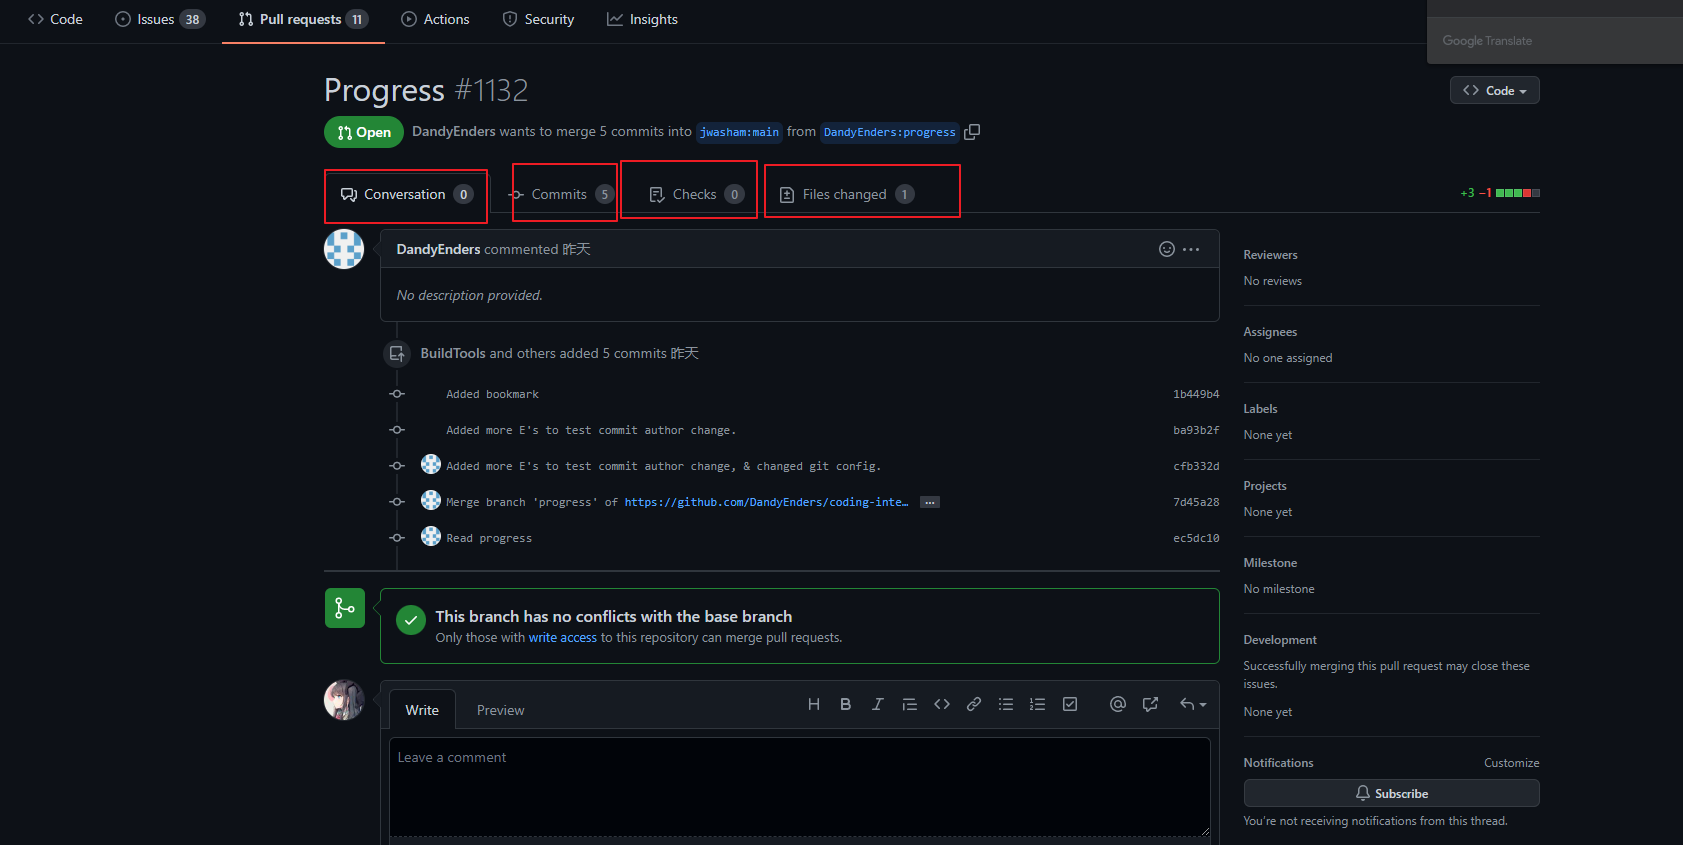 Code Issues 38 Pull requests 11 Actions Security Insights
Google Translate
Progress #1132
Code
Open DandyEnders wants to merge 5 commits into jwasham:main from DandyEnders:progress
Conversation 0 Commits 5 Checks 0 Files changed 1
+3 −1
DandyEnders commented 昨天
No description provided.
BuildTools and others added 5 commits 昨天
Added bookmark 1b449b4
Added more E's to test commit author change. ba93b2f
Added more E's to test commit author change, & changed git config. cfb332d
Merge branch 'progress' of https://github.com/DandyEnders/coding-inte… … 7d45a28
Read progress ec5dc10
This branch has no conflicts with the base branch
Only those with write access to this repository can merge pull requests.
Write Preview
Leave a comment
Reviewers
No reviews
Assignees
No one assigned
Labels
None yet
Projects
None yet
Milestone
No milestone
Development
Successfully merging this pull request may close these
issues.
None yet
Notifications Customize
Subscribe
You're not receiving notifications from this thread.